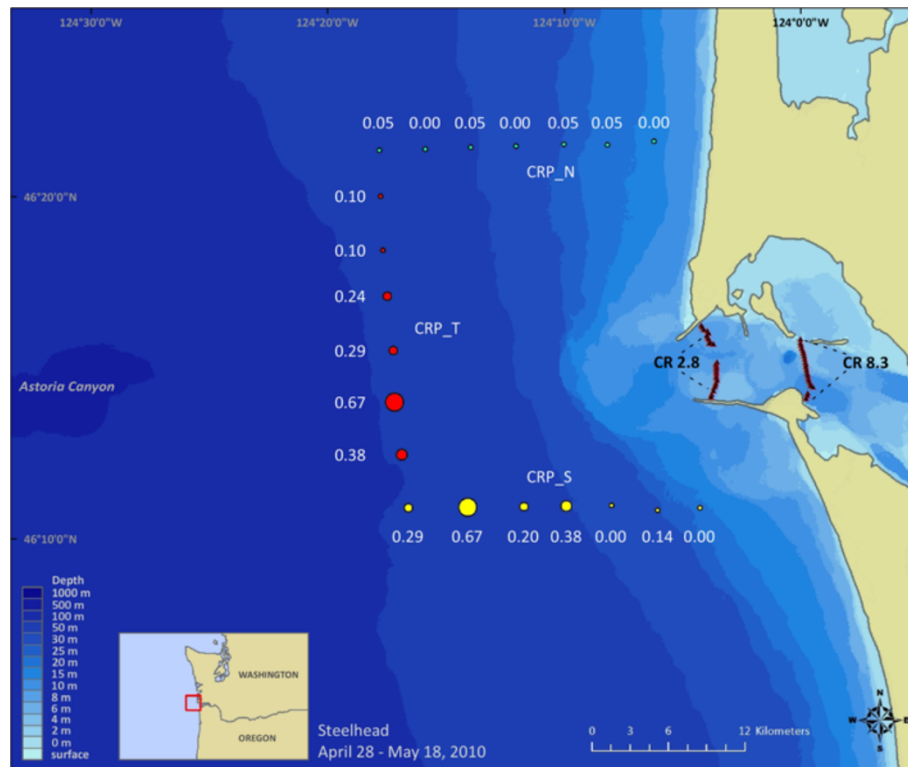 124°30'0"W 124°20'0"W 124°10'0"W 124°0'0"W
0.05 0.00 0.05 0.00 0.05 0.05 0.00
CRP_N
46°20'0"N
0.10
0.10
0.24
CRP_T
0.29
CR 2.8 CR 8.3
Astoria Canyon
0.67
0.38
CRP_S
0.29 0.67 0.20 0.38 0.00 0.14 0.00
46°10'0"N
Depth
1000 m
500 m
100 m
50 m
30 m
25 m
20 m
15 m
10 m
8 m
6 m
4 m
2 m
0 m
surface
WASHINGTON
OREGON
Steelhead
April 28 - May 18, 2010
0 3 6 12 Kilometers
N
W E
S